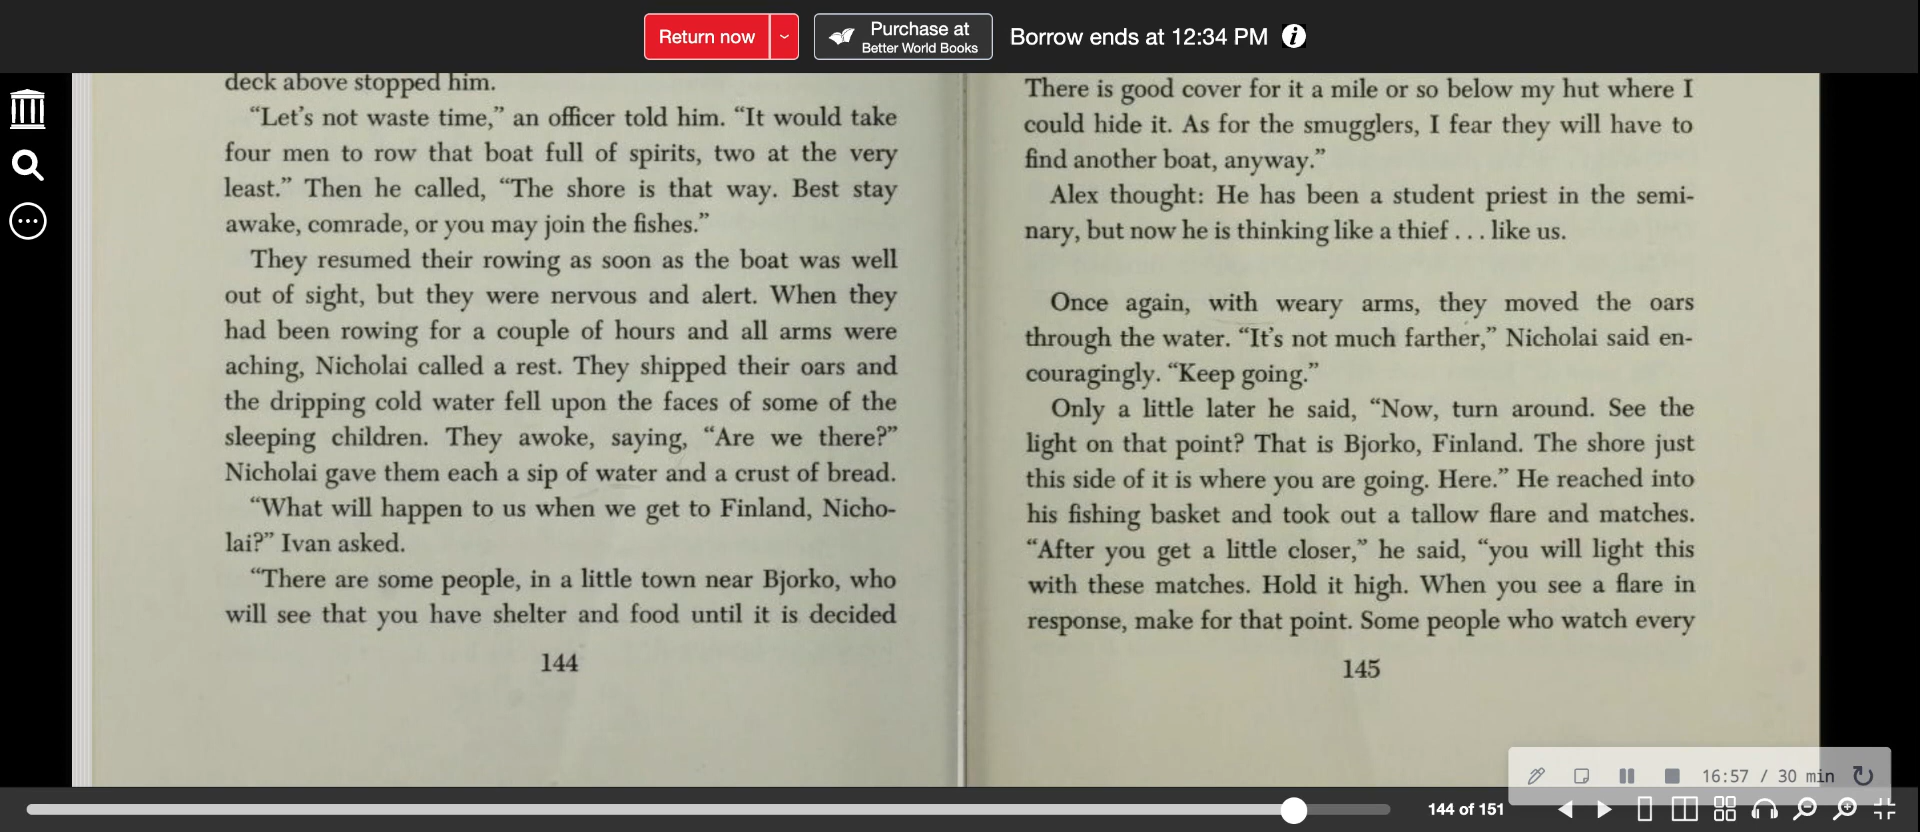 Return now
Purchase at
Better World Books
Borrow ends at 12:34 PM
deck above stopped him.
“Let’s not waste time,” an officer told him. “It would take
four men to row that boat full of spirits, two at the very
least.” Then he called, “The shore is that way. Best stay
awake, comrade, or you may join the fishes.”
They resumed their rowing as soon as the boat was well
out of sight, but they were nervous and alert. When they
had been rowing for a couple of hours and all arms were
aching, Nicholai called a rest. They shipped their oars and
the dripping cold water fell upon the faces of some of the
sleeping children. They awoke, saying, “Are we there?”
Nicholai gave them each a sip of water and a crust of bread.
“What will happen to us when we get to Finland, Nicho-
lai?” Ivan asked.
“There are some people, in a little town near Bjorko, who
will see that you have shelter and food until it is decided
144
There is good cover for it a mile or so below my hut where I
could hide it. As for the smugglers, I fear they will have to
find another boat, anyway.”
Alex thought: He has been a student priest in the semi-
nary, but now he is thinking like a thief . . . like us.
Once again, with weary arms, they moved the oars
through the water. “It’s not much farther,” Nicholai said en-
couragingly. “Keep going.”
Only a little later he said, “Now, turn around. See the
light on that point? That is Bjorko, Finland. The shore just
this side of it is where you are going. Here.” He reached into
his fishing basket and took out a tallow flare and matches.
“After you get a little closer,” he said, “you will light this
with these matches. Hold it high. When you see a flare in
response, make for that point. Some people who watch every
145
16:57 / 30 min
144 of 151